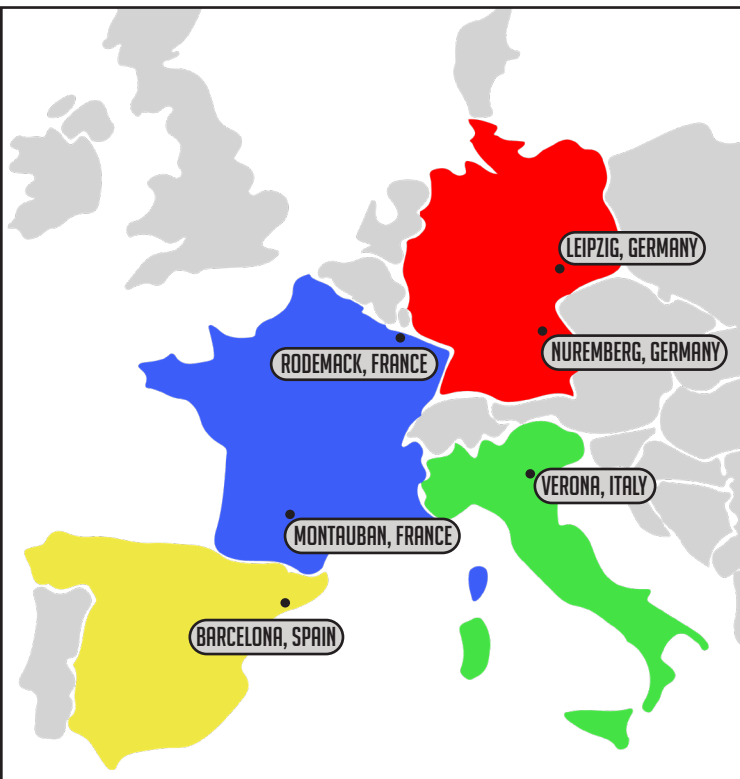 LEIPZIG, GERMANY
RODEMACK, FRANCE
NUREMBERG, GERMANY
VERONA, ITALY
MONTAUBAN, FRANCE
BARCELONA, SPAIN